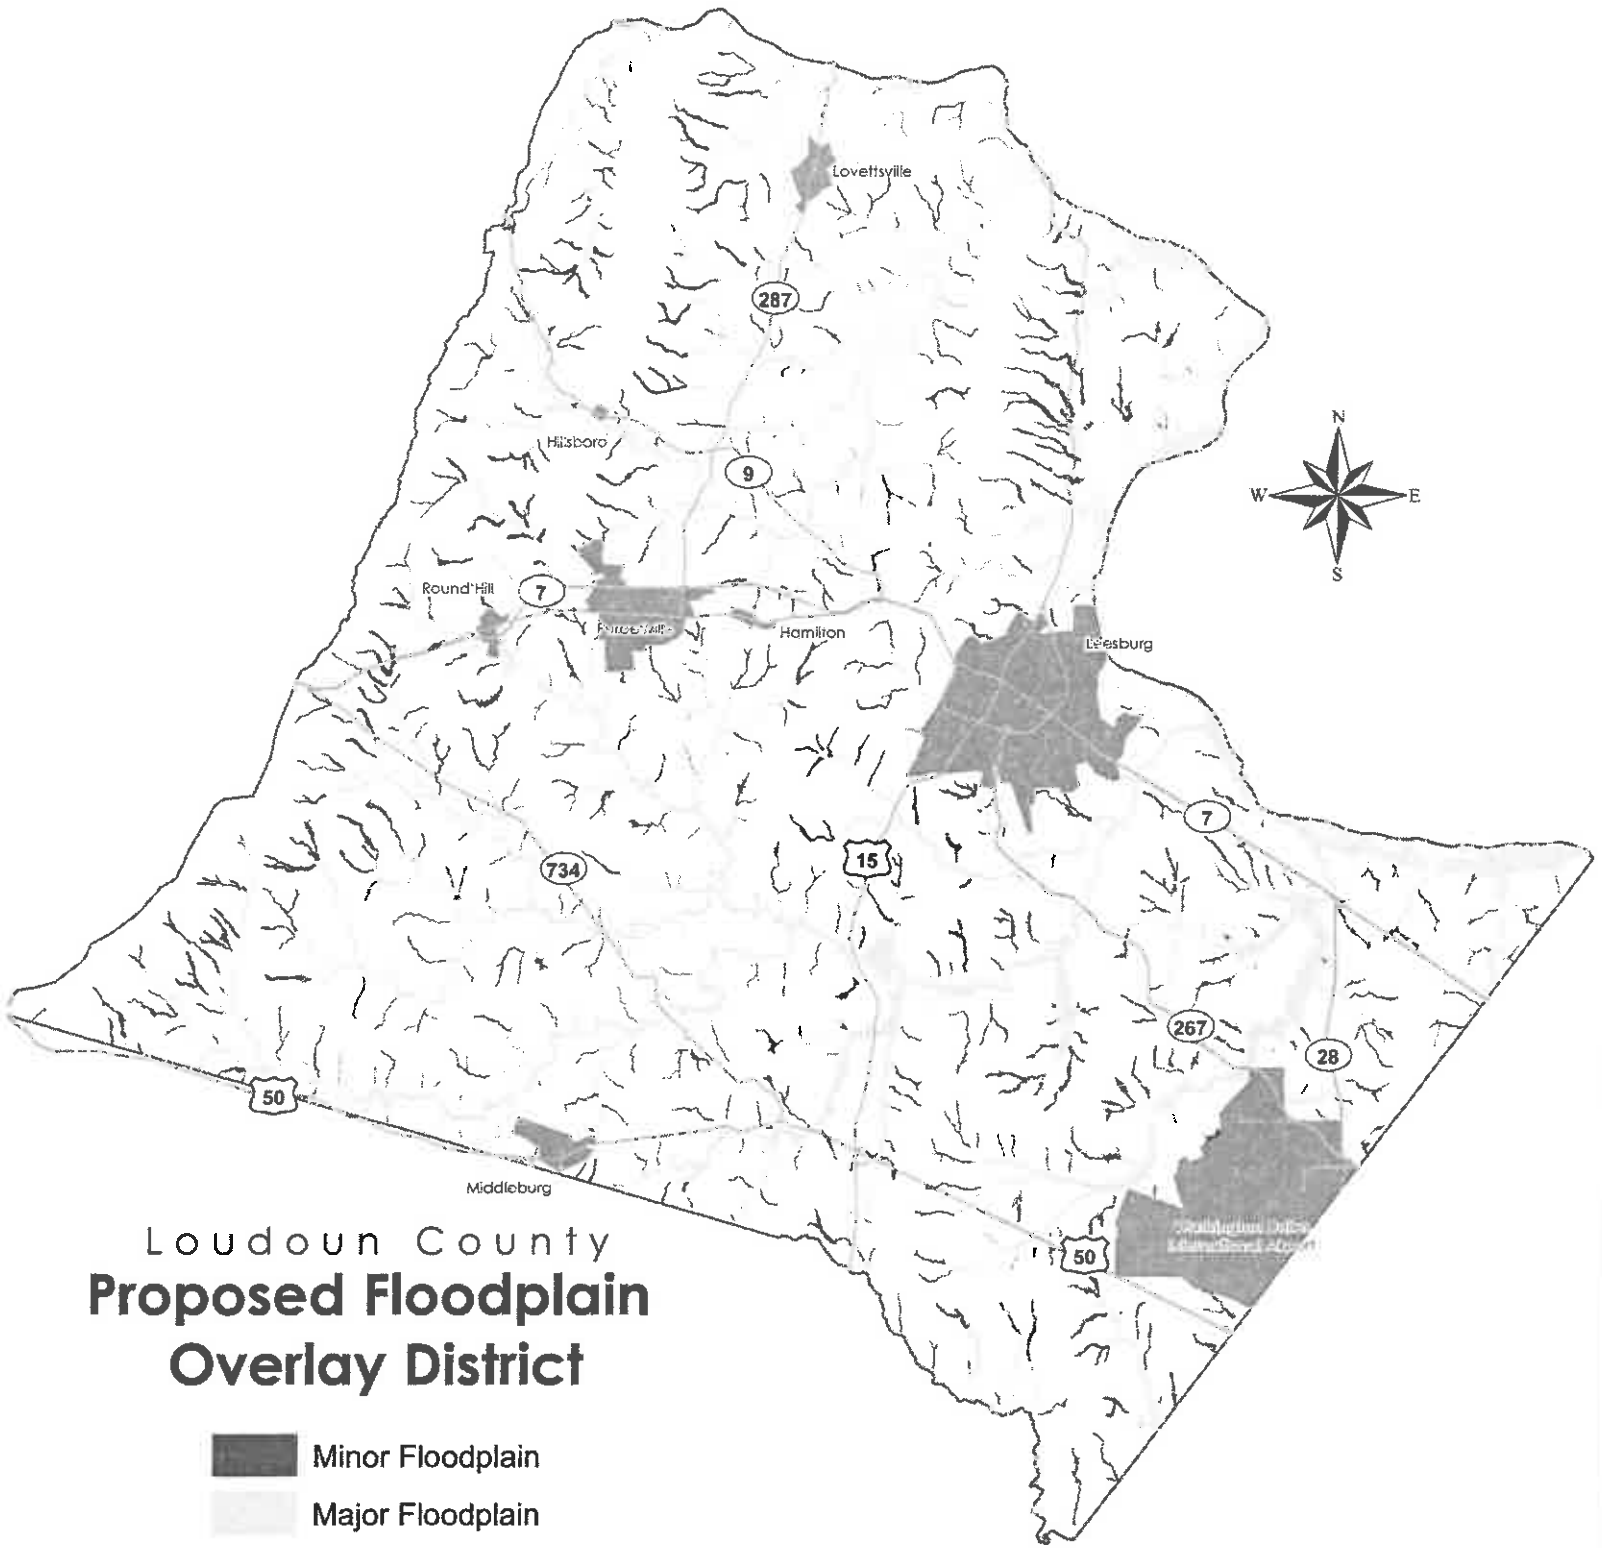 Lovettsville
287
N
Hillsboro
9
W
E
S
Round Hill
7
Hamilton
Leesburg
7
15
734
267
28
50
Middleburg
50
Loudoun County
Proposed Floodplain
Overlay District
Minor Floodplain
Major Floodplain